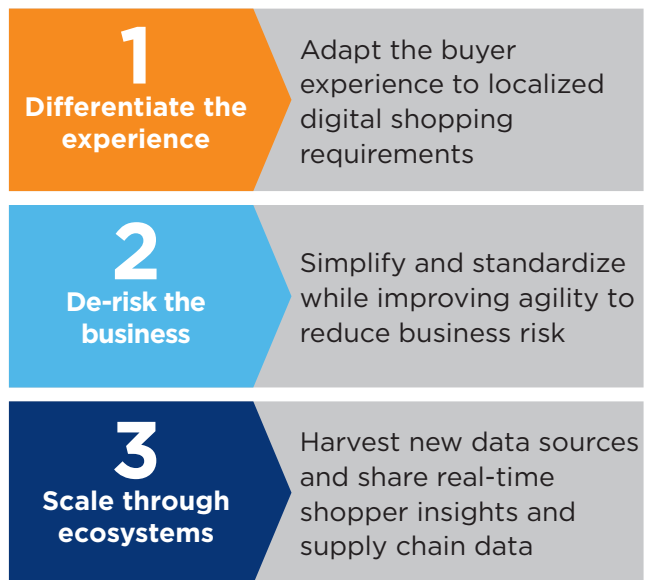 1
Differentiate the
experience
Adapt the buyer
experience to localized
digital shopping
requirements
2
De-risk the
business
Simplify and standardize
while improving agility to
reduce business risk
3
Scale through
ecosystems
Harvest new data sources
and share real-time
shopper insights and
supply chain data